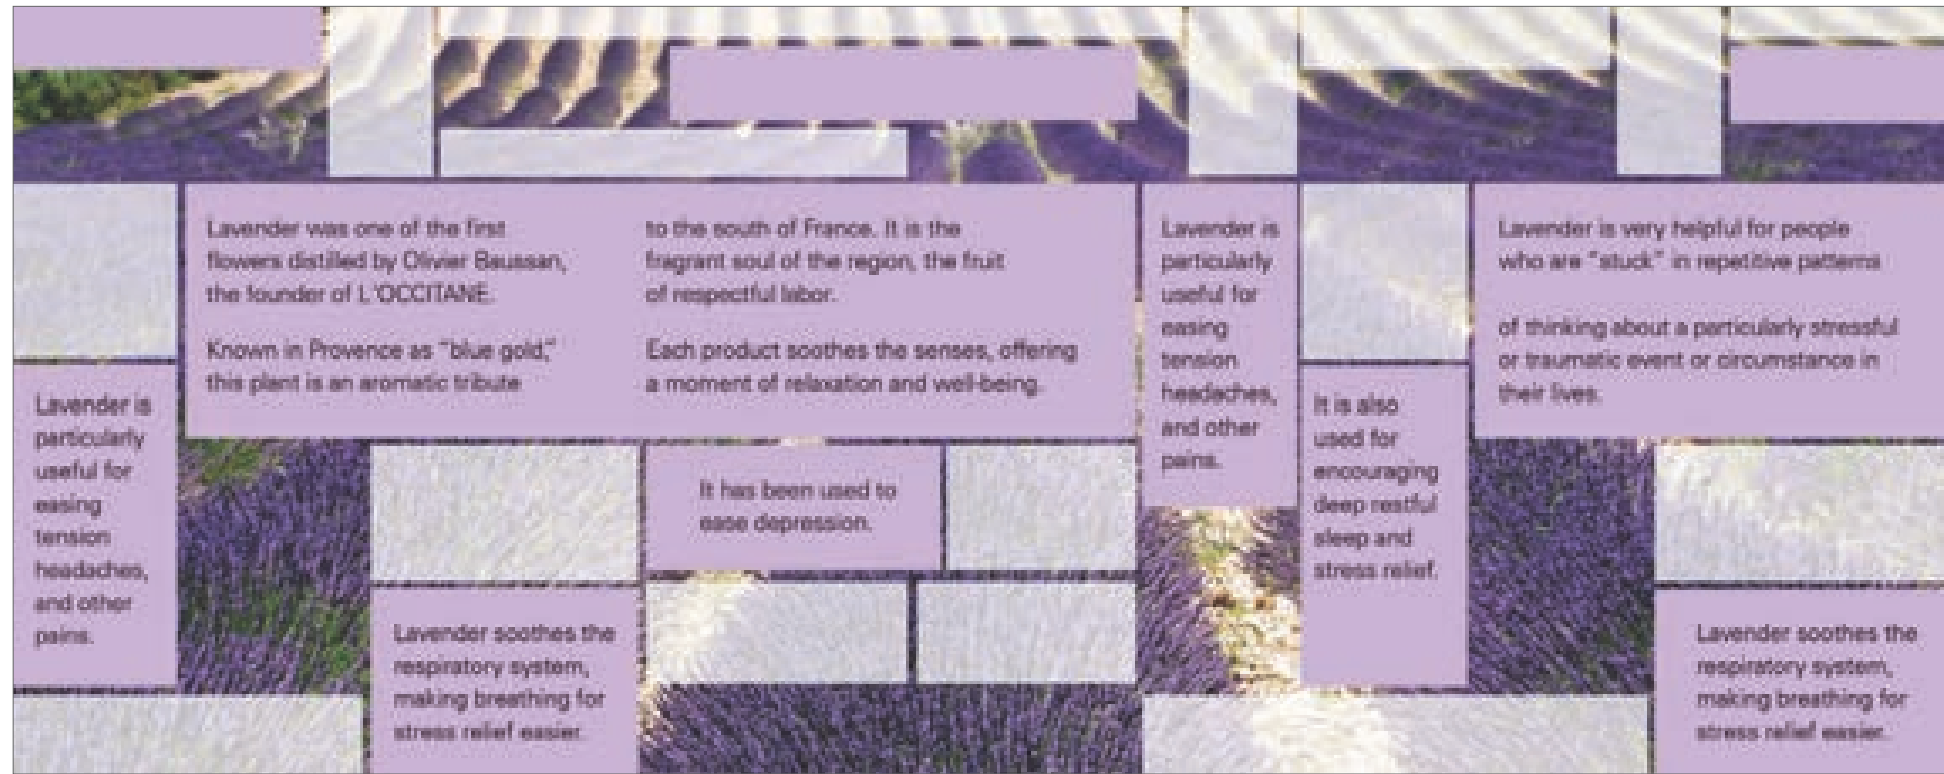 Lavender was one of the first
flowers distilled by Olivier Baussan,
the founder of L'OCCITANE.
Known in Provence as "blue gold,"
this plant is an aromatic tribute
to the south of France. It is the
fragrant soul of the region, the fruit
of respectful labor.
Each product soothes the senses, offering
a moment of relaxation and well-being.
Lavender is
particularly
useful for
easing
tension
headaches,
and other
pains.
Lavender is very helpful for people
who are "stuck" in repetitive patterns
of thinking about a particularly stressful
or traumatic event or circumstance in
their lives.
Lavender is
particularly
useful for
easing
tension
headaches,
and other
pains.
It is also
used for
encouraging
deep restful
sleep and
stress relief.
It has been used to
ease depression.
Lavender soothes the
respiratory system,
making breathing for
stress relief easier.
Lavender soothes the
respiratory system,
making breathing for
stress relief easier.